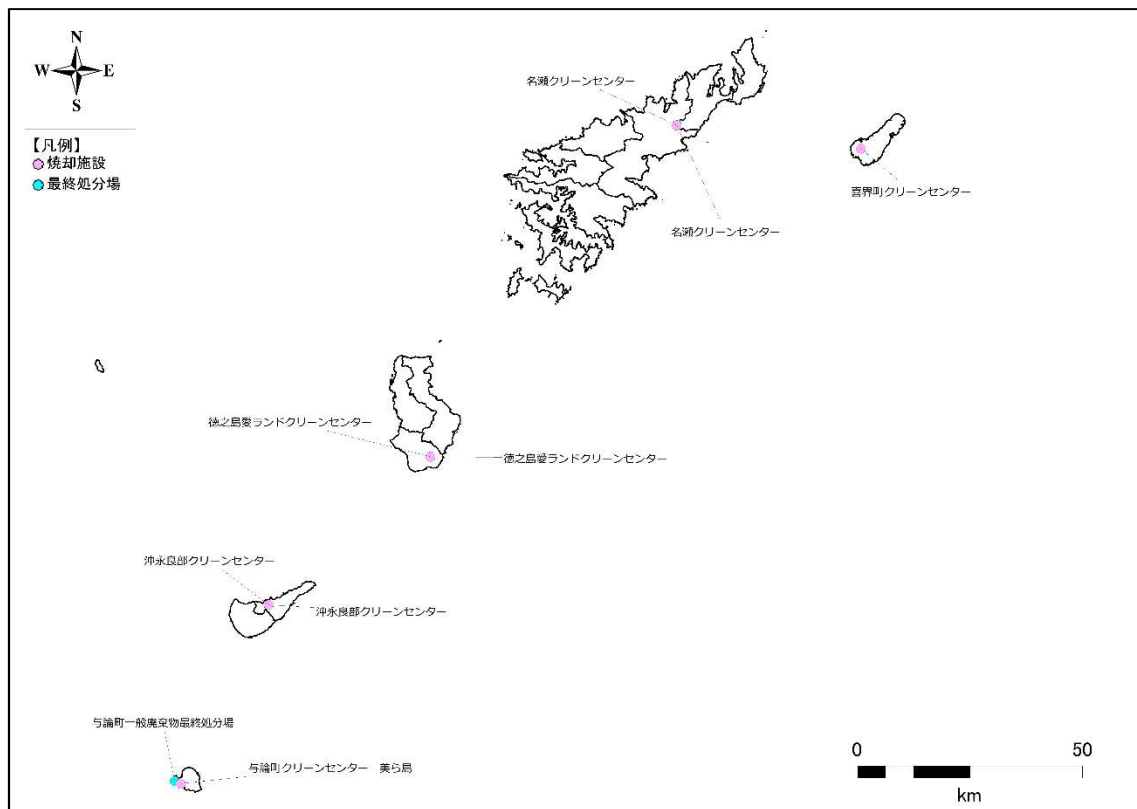 N
W E
S
【凡例】
焼却施設
最終処分場
名瀬クリーンセンター
喜界町クリーンセンター
名瀬クリーンセンター
徳之島愛ランドクリーンセンター
徳之島愛ランドクリーンセンター
沖永良部クリーンセンター
沖永良部クリーンセンター
与論町一般廃棄物最終処分場
与論町クリーンセンター 美ら島
0 50
km